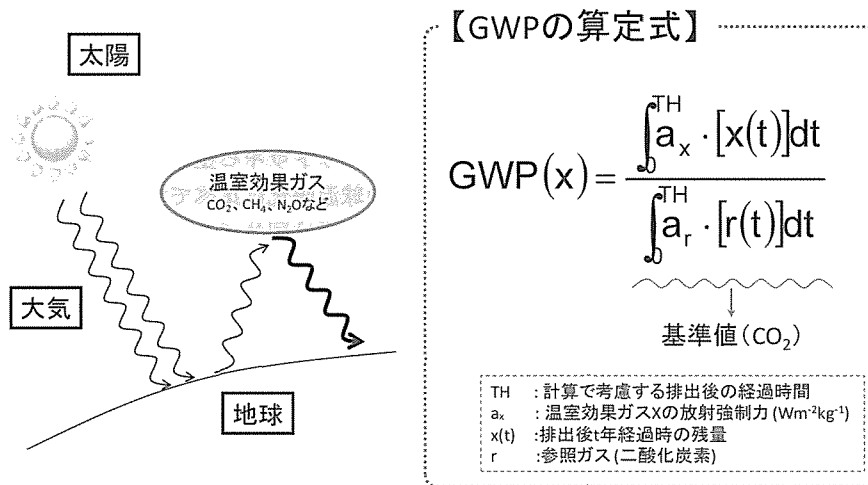 太陽
温室効果ガス
CO₂、CH₄、N₂Oなど
大気
地球
【GWPの算定式】
GWP(x) = ∫₀ᵀᴴ aₓ・[x(t)]dt / ∫₀ᵀᴴ aᵣ・[r(t)]dt
基準値(CO₂)
TH :計算で考慮する排出後の経過時間
aₓ :温室効果ガスXの放射強制力(Wm⁻²kg⁻¹)
x(t) :排出後t年経過時の残量
r :参照ガス(二酸化炭素)